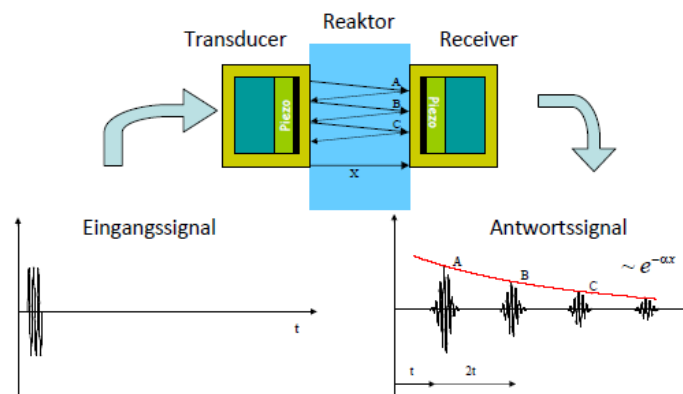 Reaktor
Transducer
Receiver
A
B
C
Piezo
Piezo
x
Eingangssignal
Antwortssignal
A
B
C
~ e^{-αx}
t
t
2t